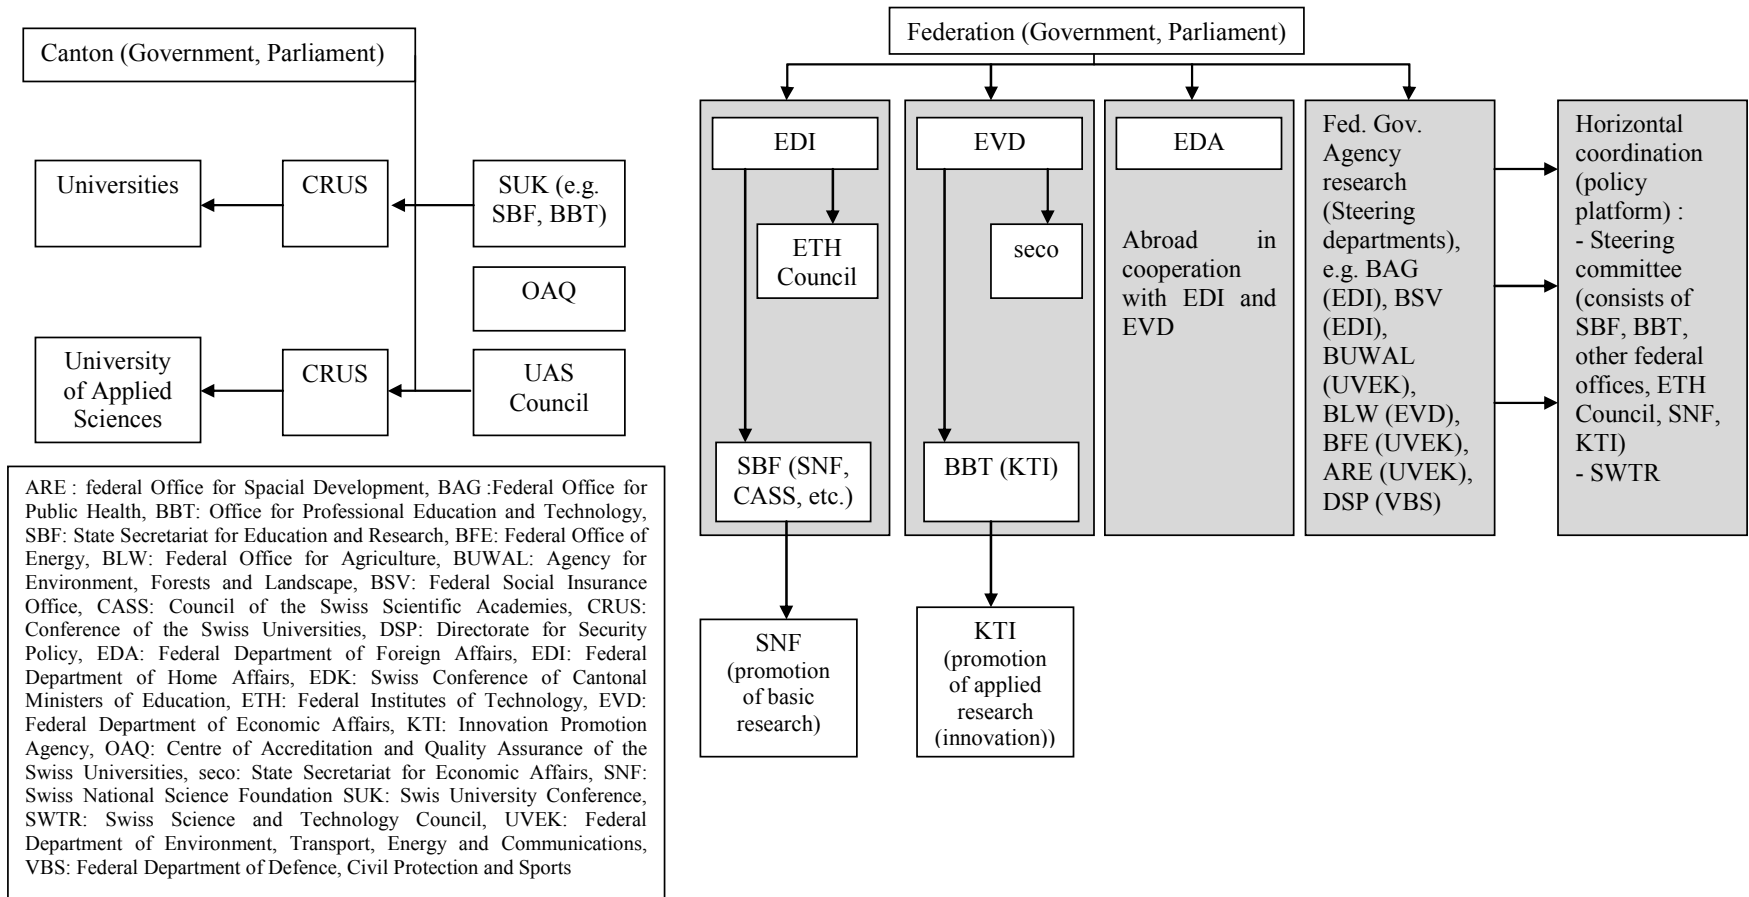 Canton (Government, Parliament)
Federation (Government, Parliament)
Universities
CRUS
SUK (e.g.
SBF, BBT)
OAQ
University
of Applied
Sciences
CRUS
UAS
Council
EDI
ETH
Council
SBF (SNF,
CASS, etc.)
SNF
(promotion
of basic
research)
EVD
seco
BBT (KTI)
KTI
(promotion
of applied
research
(innovation))
EDA
Abroad in
cooperation
with EDI and
EVD
Fed. Gov.
Agency
research
(Steering
departments),
e.g. BAG
(EDI), BSV
(EDI),
BUWAL
(UVEK),
BLW (EVD),
BFE (UVEK),
ARE (UVEK),
DSP (VBS)
Horizontal
coordination
(policy
platform) :
- Steering
committee
(consists of
SBF, BBT,
other federal
offices, ETH
Council, SNF,
KTI)
- SWTR
ARE : federal Office for Spacial Development, BAG :Federal Office for
Public Health, BBT: Office for Professional Education and Technology,
SBF: State Secretariat for Education and Research, BFE: Federal Office of
Energy, BLW: Federal Office for Agriculture, BUWAL: Agency for
Environment, Forests and Landscape, BSV: Federal Social Insurance
Office, CASS: Council of the Swiss Scientific Academies, CRUS:
Conference of the Swiss Universities, DSP: Directorate for Security
Policy, EDA: Federal Department of Foreign Affairs, EDI: Federal
Department of Home Affairs, EDK: Swiss Conference of Cantonal
Ministers of Education, ETH: Federal Institutes of Technology, EVD:
Federal Department of Economic Affairs, KTI: Innovation Promotion
Agency, OAQ: Centre of Accreditation and Quality Assurance of the
Swiss Universities, seco: State Secretariat for Economic Affairs, SNF:
Swiss National Science Foundation SUK: Swis University Conference,
SWTR: Swiss Science and Technology Council, UVEK: Federal
Department of Environment, Transport, Energy and Communications,
VBS: Federal Department of Defence, Civil Protection and Sports